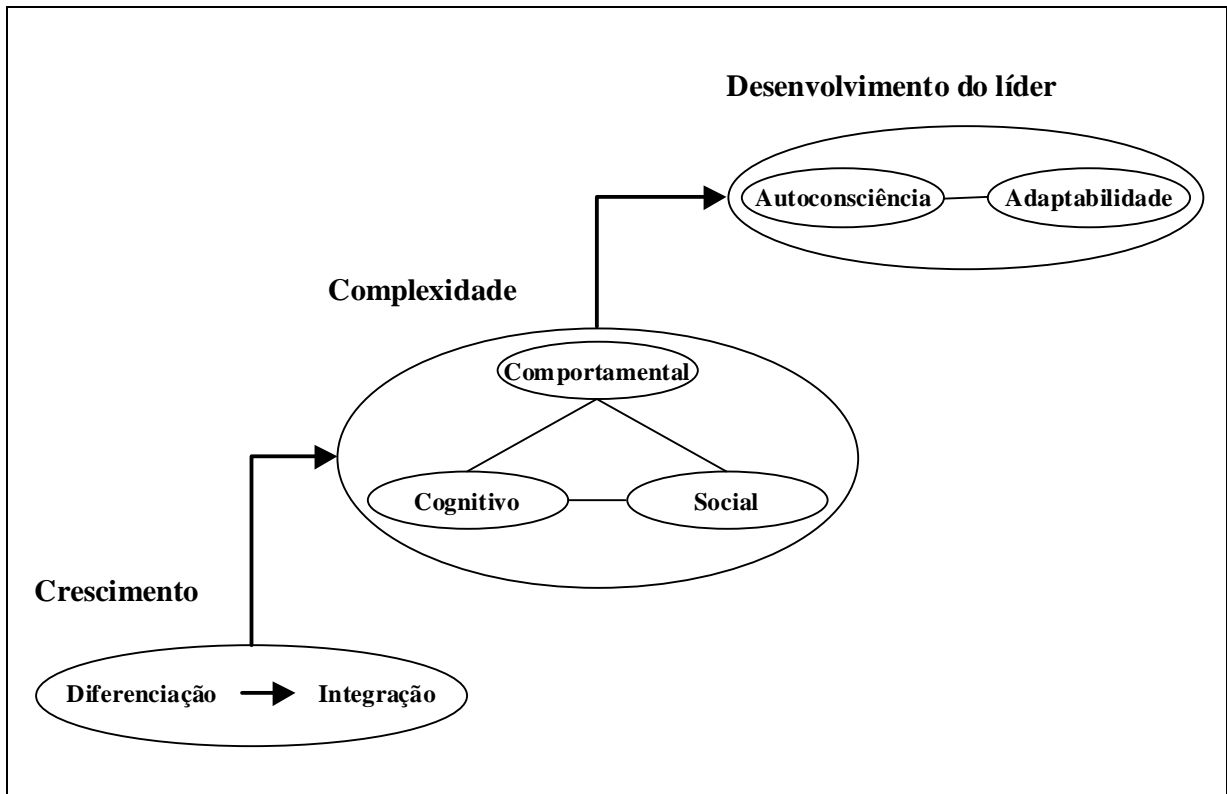 Desenvolvimento do líder
Autoconsciência
Adaptabilidade
Complexidade
Comportamental
Cognitivo
Social
Crescimento
Diferenciação
Integração